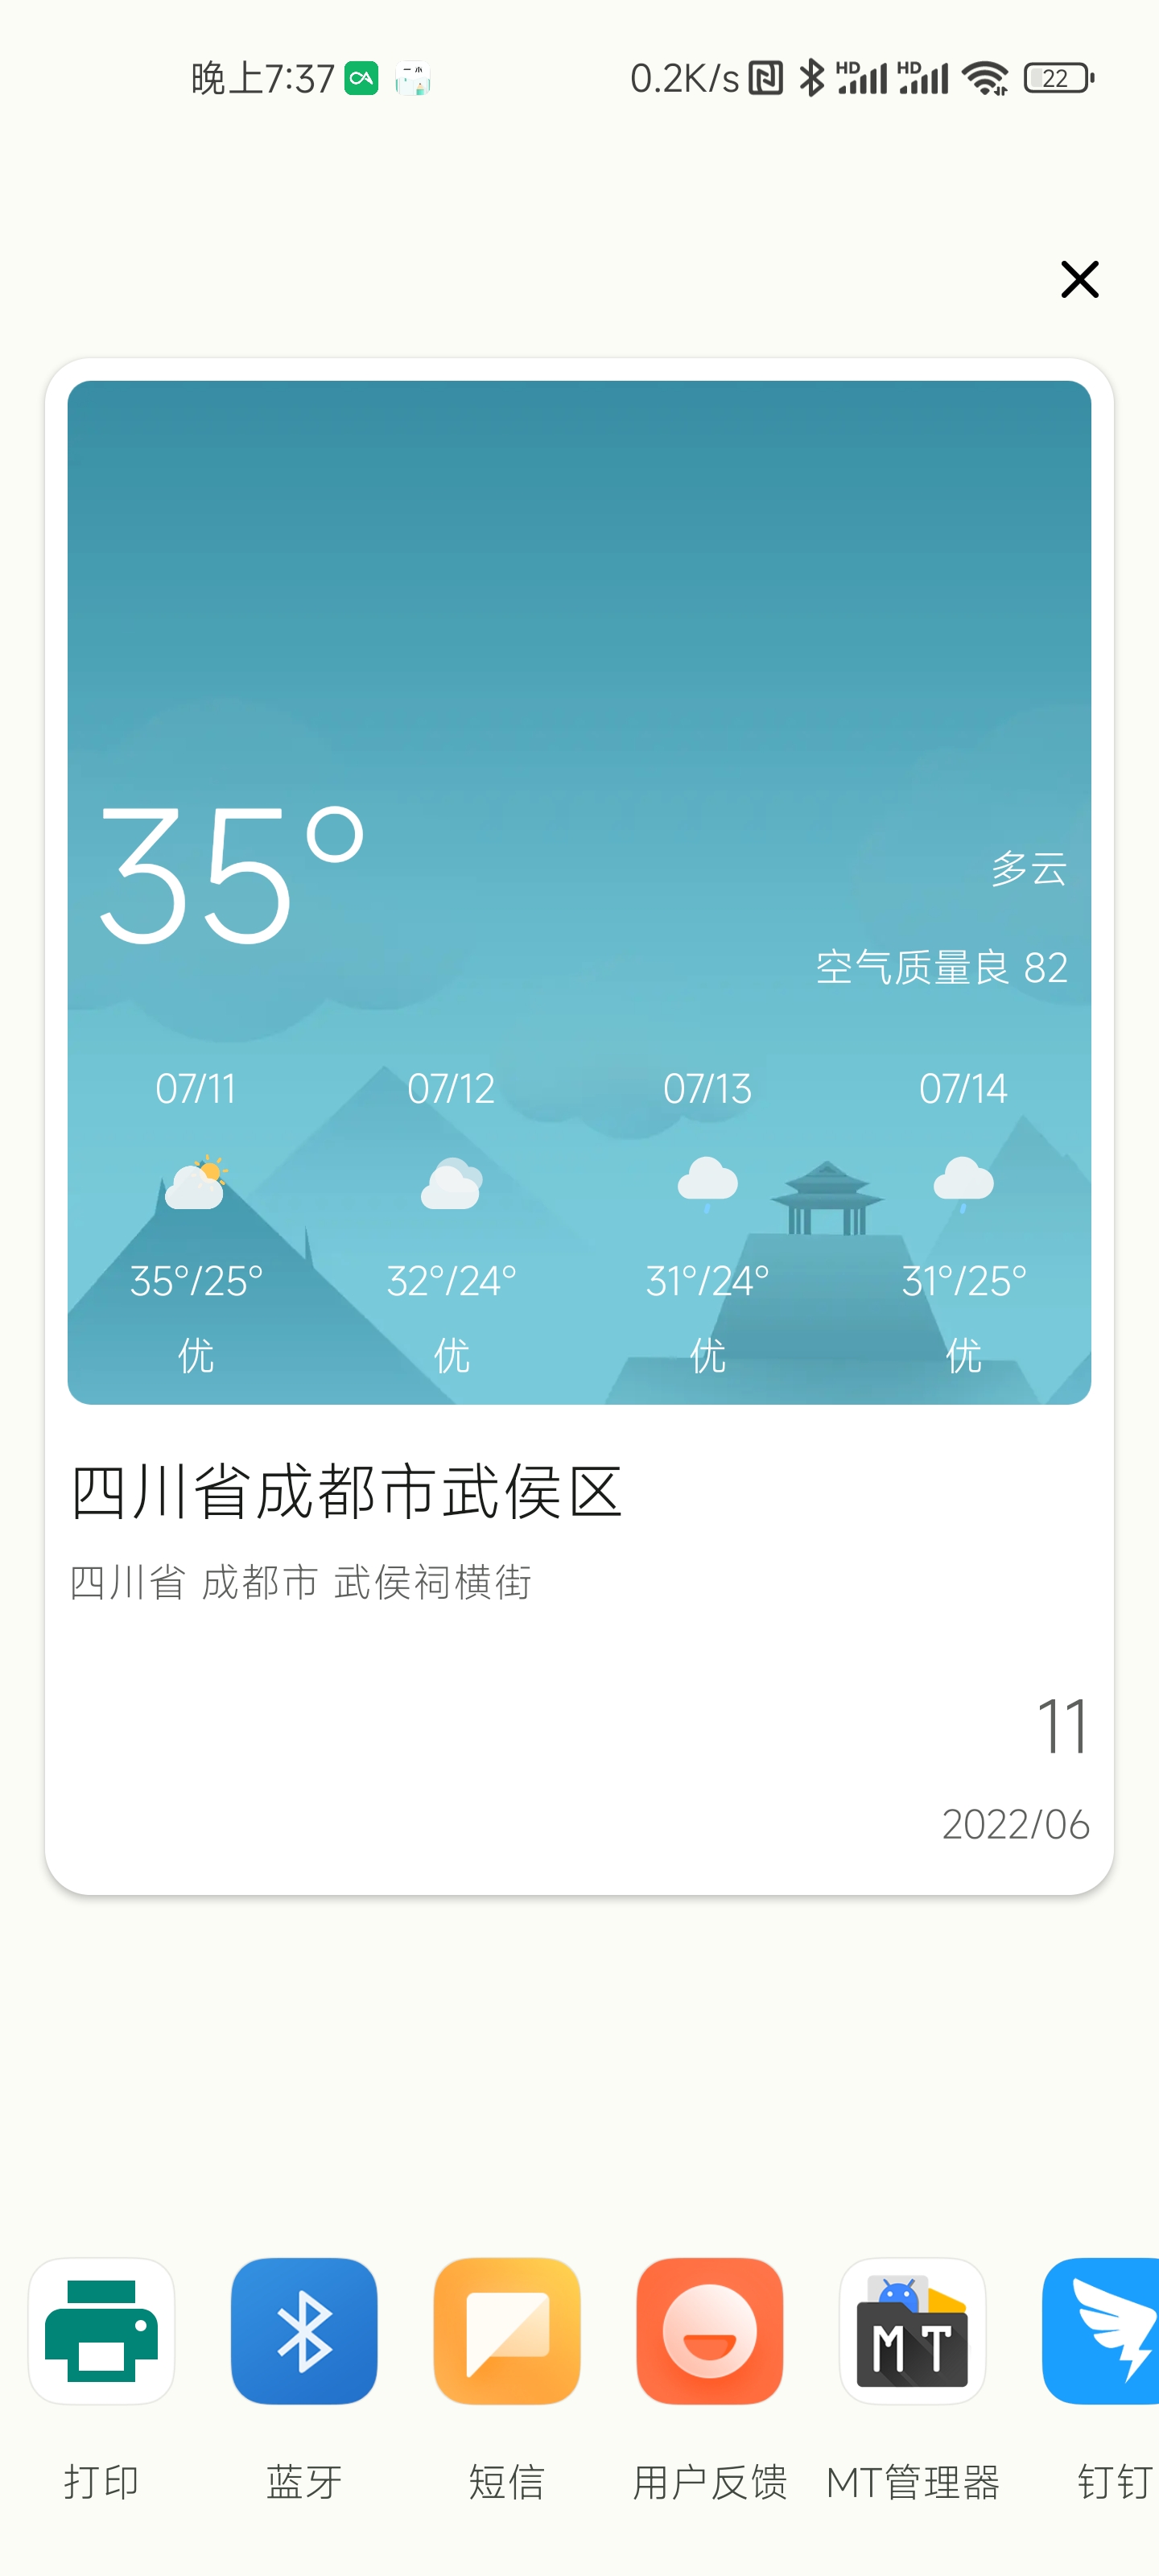 晚上7:37
0.2K/s HD HD 22
35°
多云
空气质量良 82
07/11 07/12 07/13 07/14
35°/25° 32°/24° 31°/24° 31°/25°
优 优 优 优
四川省成都市武侯区
四川省 成都市 武侯祠横街
11
2022/06
MT
打印 蓝牙 短信 用户反馈 MT管理器 钉钉